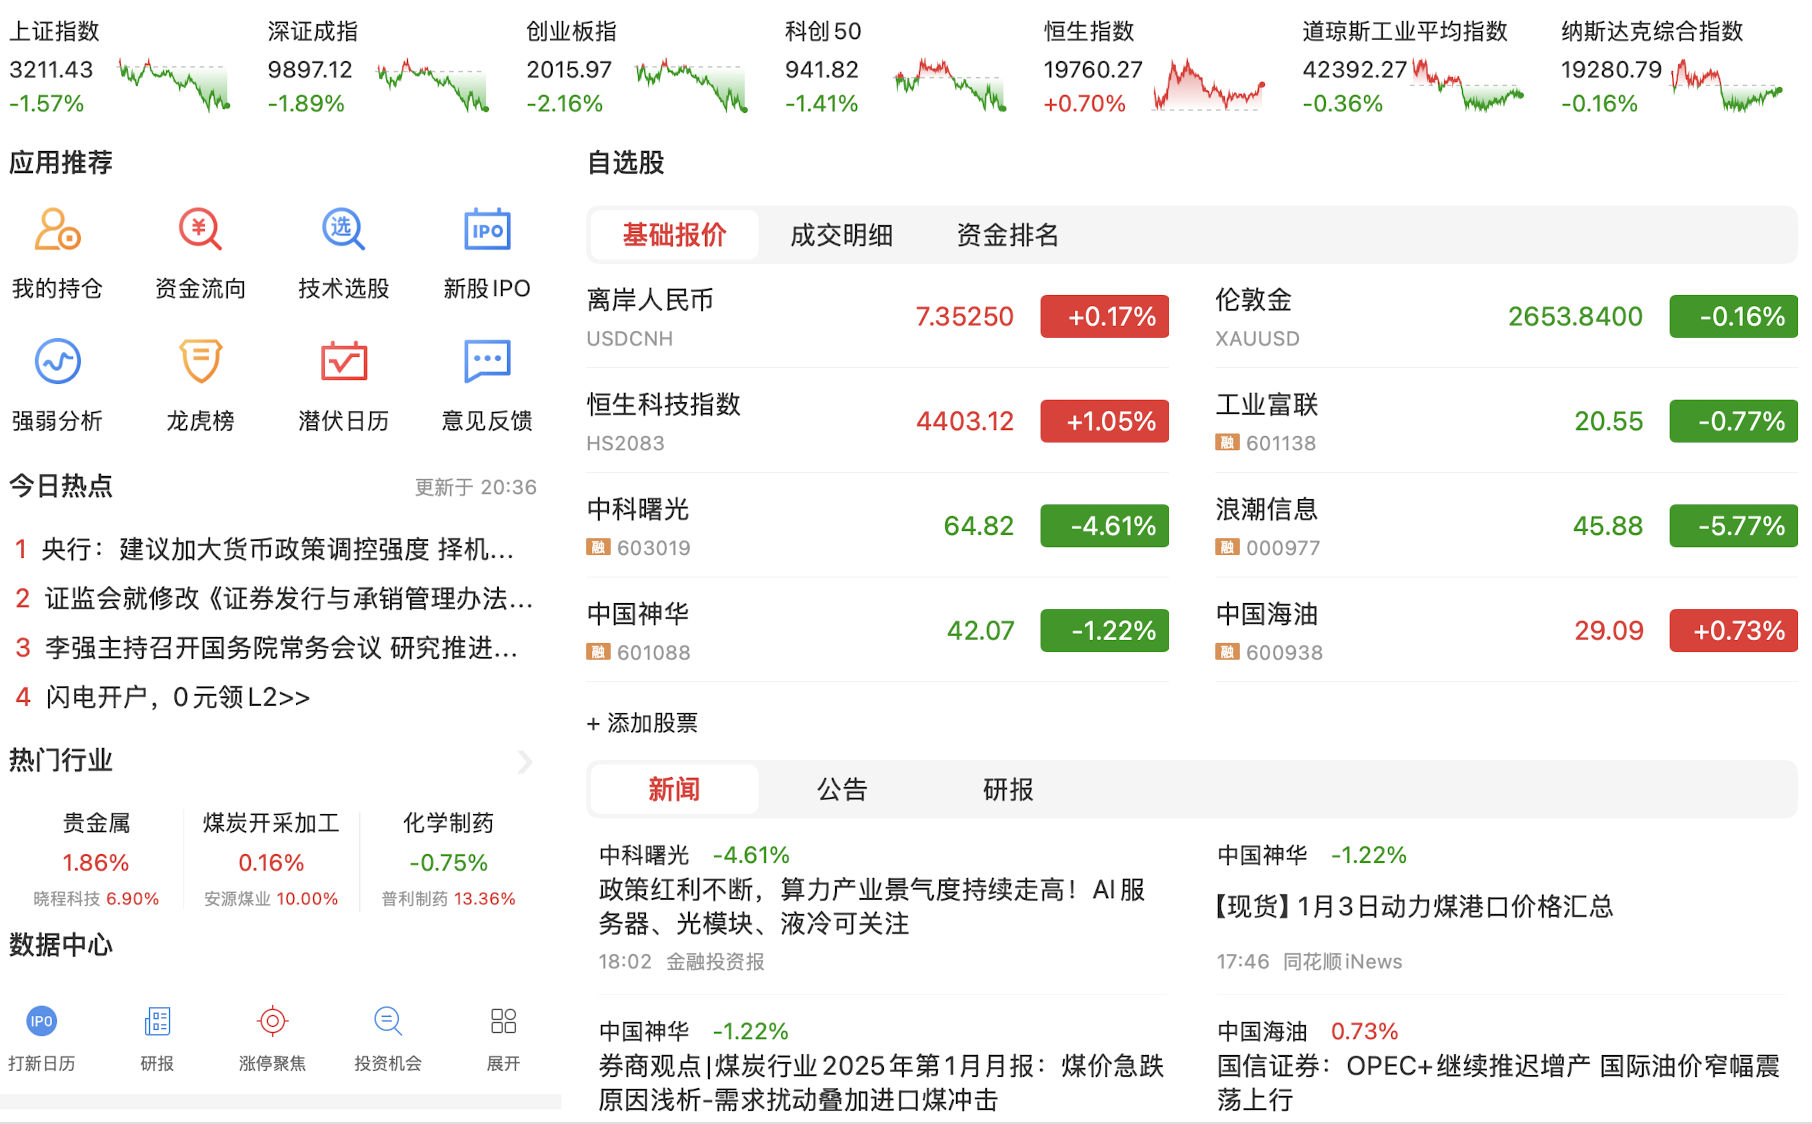 上证指数
3211.43
-1.57%
深证成指
9897.12
-1.89%
创业板指
2015.97
-2.16%
科创50
941.82
-1.41%
恒生指数
19760.27
+0.70%
道琼斯工业平均指数
42392.27
-0.36%
纳斯达克综合指数
19280.79
-0.16%
应用推荐
¥
选
IPO
我的持仓
资金流向
技术选股
新股IPO
强弱分析
龙虎榜
潜伏日历
意见反馈
今日热点
更新于 20:36
1 央行：建议加大货币政策调控强度 择机...
2 证监会就修改《证券发行与承销管理办法...
3 李强主持召开国务院常务会议 研究推进...
4 闪电开户，0元领L2>>
热门行业
贵金属
1.86%
晓程科技 6.90%
煤炭开采加工
0.16%
安源煤业 10.00%
化学制药
-0.75%
普利制药 13.36%
数据中心
IPO
打新日历
研报
涨停聚焦
投资机会
展开
自选股
基础报价 成交明细 资金排名
离岸人民币
USDCNH
7.35250 +0.17%
伦敦金
XAUUSD
2653.8400 -0.16%
恒生科技指数
HS2083
4403.12 +1.05%
工业富联
融 601138
20.55 -0.77%
中科曙光
融 603019
64.82 -4.61%
浪潮信息
融 000977
45.88 -5.77%
中国神华
融 601088
42.07 -1.22%
中国海油
融 600938
29.09 +0.73%
+ 添加股票
新闻 公告 研报
中科曙光 -4.61%
政策红利不断，算力产业景气度持续走高！AI服
务器、光模块、液冷可关注
18:02 金融投资报
中国神华 -1.22%
【现货】1月3日动力煤港口价格汇总
17:46 同花顺iNews
中国神华 -1.22%
券商观点|煤炭行业2025年第1月月报：煤价急跌
原因浅析-需求扰动叠加进口煤冲击
中国海油 0.73%
国信证券：OPEC+继续推迟增产 国际油价窄幅震
荡上行